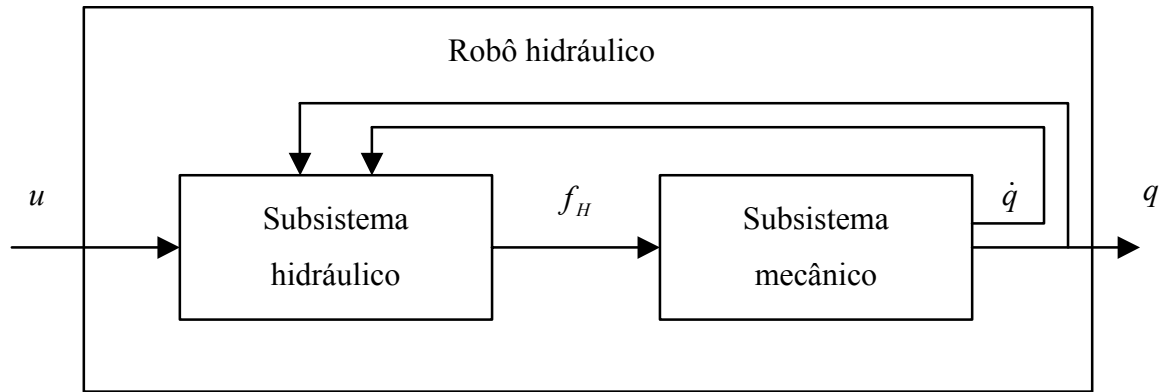 Robô hidráulico
u
Subsistema
hidráulico
f_H
Subsistema
mecânico
q̇
q